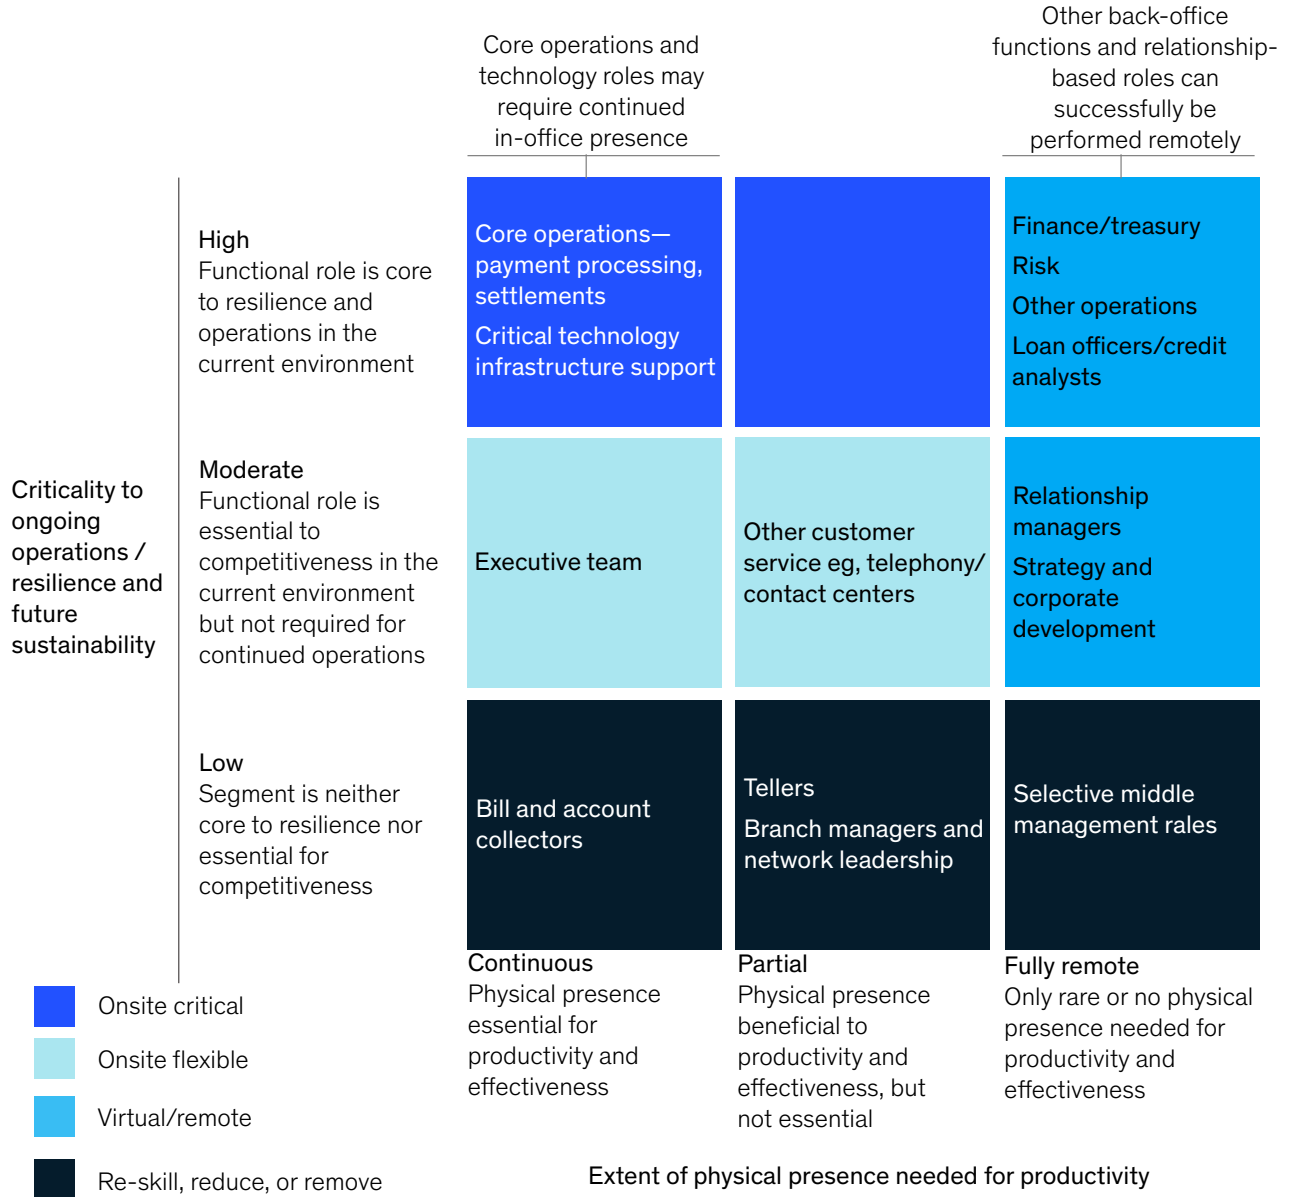 Core operations and
technology roles may
require continued
in-office presence
Other back-office
functions and relationship-
based roles can
successfully be
performed remotely
Criticality to
ongoing
operations /
resilience and
future
sustainability
High
Functional role is core
to resilience and
operations in the
current environment
Core operations—
payment processing,
settlements
Critical technology
infrastructure support
Finance/treasury
Risk
Other operations
Loan officers/credit
analysts
Moderate
Functional role is
essential to
competitiveness in the
current environment
but not required for
continued operations
Executive team
Other customer
service eg, telephony/
contact centers
Relationship
managers
Strategy and
corporate
development
Low
Segment is neither
core to resilience nor
essential for
competitiveness
Bill and account
collectors
Tellers
Branch managers and
network leadership
Selective middle
management rales
Continuous
Physical presence
essential for
productivity and
effectiveness
Partial
Physical presence
beneficial to
productivity and
effectiveness, but
not essential
Fully remote
Only rare or no physical
presence needed for
productivity and
effectiveness
Onsite critical
Onsite flexible
Virtual/remote
Re-skill, reduce, or remove
Extent of physical presence needed for productivity